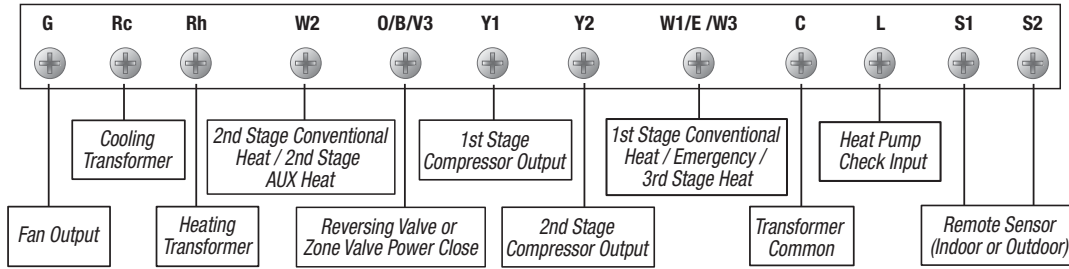 G Rc Rh W2 O/B/V3 Y1 Y2 W1/E /W3 C L S1 S2
Cooling
Transformer
2nd Stage Conventional
Heat / 2nd Stage
AUX Heat
1st Stage
Compressor Output
1st Stage Conventional
Heat / Emergency /
3rd Stage Heat
Heat Pump
Check Input
Fan Output
Heating
Transformer
Reversing Valve or
Zone Valve Power Close
2nd Stage
Compressor Output
Transformer
Common
Remote Sensor
(Indoor or Outdoor)